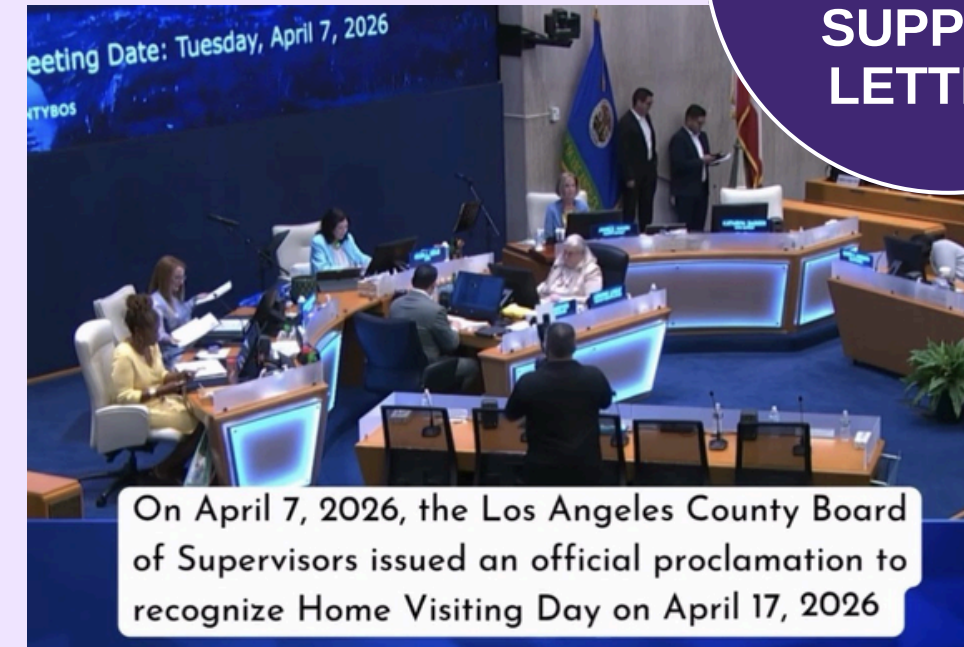 eeting Date: Tuesday, April 7, 2026
NTYBOS
SUPP
LETT
On April 7, 2026, the Los Angeles County Board
of Supervisors issued an official proclamation to
recognize Home Visiting Day on April 17, 2026